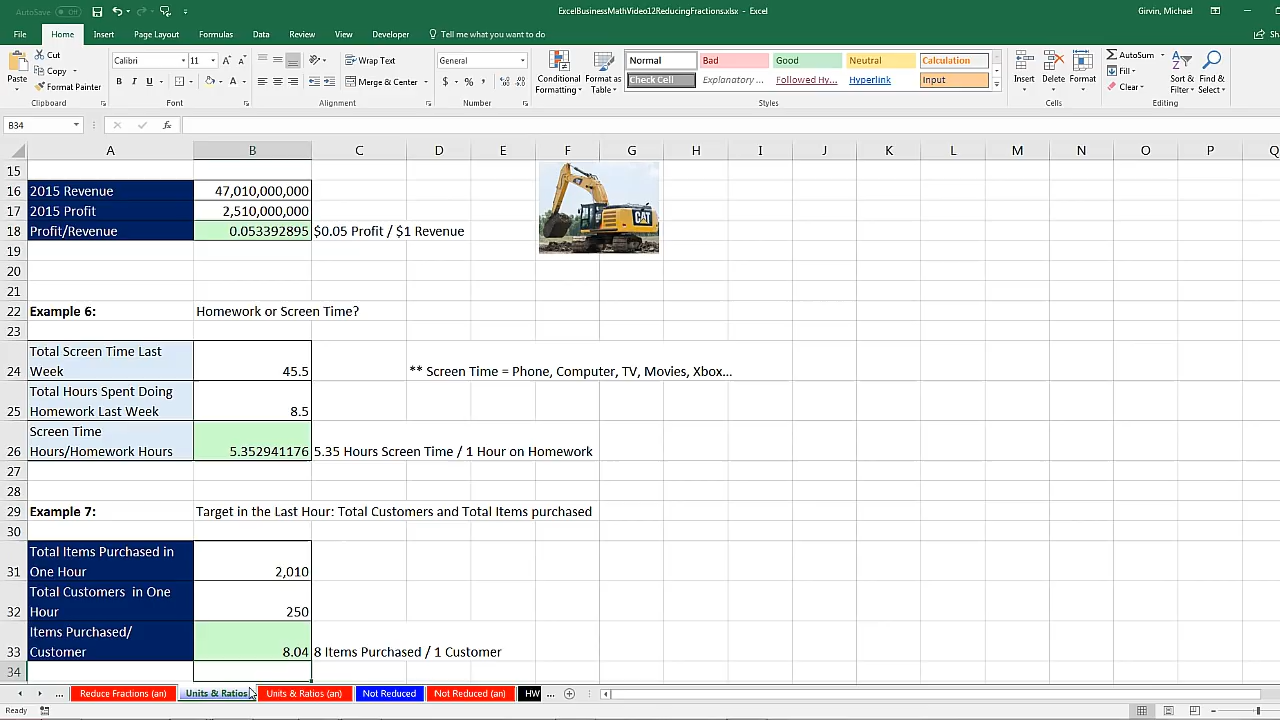 AutoSave
ExcelBusinessMathVideo12ReducingFractions.xlsx - Excel
Girvin, Michael
File Home Insert Page Layout Formulas Data Review View Developer Tell me what you want to do
Paste
Cut
Copy
Format Painter
Clipboard
Calibri 11
B I U
Font
Wrap Text
Merge & Center
Alignment
General
$ % ,
Number
Conditional Formatting
Format as Table
Normal Bad Good Neutral Calculation
Check Cell Explanatory ... Followed Hy... Hyperlink Input
Styles
Insert Delete Format
Cells
AutoSum
Fill
Clear
Sort & Filter
Find & Select
Editing
B34
fx
A B C D E F G H I J K L M N O P Q
15
16 2015 Revenue 47,010,000,000
17 2015 Profit 2,510,000,000
18 Profit/Revenue 0.053392895 $0.05 Profit / $1 Revenue
CAT
19
20
21
22 Example 6: Homework or Screen Time?
23
24 Total Screen Time Last Week 45.5 ** Screen Time = Phone, Computer, TV, Movies, Xbox...
25 Total Hours Spent Doing Homework Last Week 8.5
26 Screen Time Hours/Homework Hours 5.352941176 5.35 Hours Screen Time / 1 Hour on Homework
27
28
29 Example 7: Target in the Last Hour: Total Customers and Total Items purchased
30
31 Total Items Purchased in One Hour 2,010
32 Total Customers in One Hour 250
33 Items Purchased/ Customer 8.04 8 Items Purchased / 1 Customer
34
... Reduce Fractions (an) Units & Ratios Units & Ratios (an) Not Reduced Not Reduced (an) HW ...
Ready